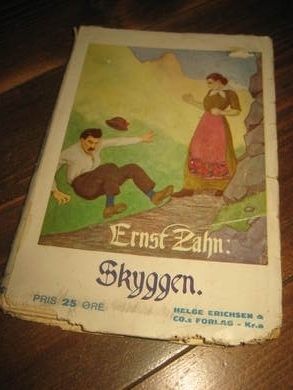 Ernst Zahn:
Skyggen.
PRIS 25 ØRE
HELGE ERICHSEN &
CO.s FORLAG - Kr.a